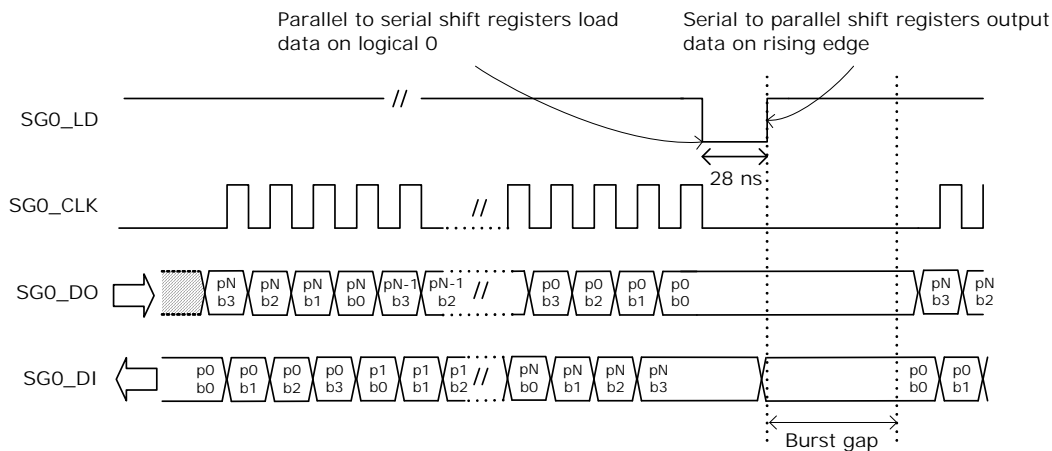 Parallel to serial shift registers load
data on logical 0
Serial to parallel shift registers output
data on rising edge
SG0_LD
//
28 ns
SG0_CLK
//
SG0_DO
pN b3
pN b2
pN b1
pN b0
pN-1 b3
pN-1 b2
//
p0 b3
p0 b2
p0 b1
p0 b0
pN b3
pN b2
SG0_DI
p0 b0
p0 b1
p0 b2
p0 b3
p1 b0
p1 b1
p1 b2
//
pN b0
pN b1
pN b2
pN b3
p0 b0
p0 b1
Burst gap